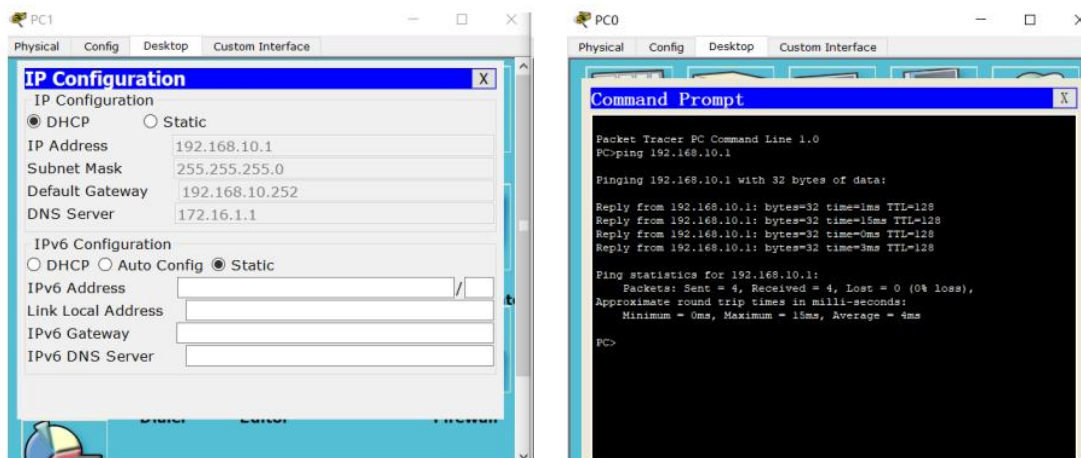 PC1
Physical Config Desktop Custom Interface
IP Configuration X
IP Configuration
DHCP Static
IP Address 192.168.10.1
Subnet Mask 255.255.255.0
Default Gateway 192.168.10.252
DNS Server 172.16.1.1
IPv6 Configuration
DHCP Auto Config Static
IPv6 Address /
Link Local Address
IPv6 Gateway
IPv6 DNS Server
PC0
Physical Config Desktop Custom Interface
Command Prompt X
Packet Tracer PC Command Line 1.0
PC>ping 192.168.10.1
Pinging 192.168.10.1 with 32 bytes of data:
Reply from 192.168.10.1: bytes=32 time=1ms TTL=128
Reply from 192.168.10.1: bytes=32 time=15ms TTL=128
Reply from 192.168.10.1: bytes=32 time=0ms TTL=128
Reply from 192.168.10.1: bytes=32 time=3ms TTL=128
Ping statistics for 192.168.10.1:
Packets: Sent = 4, Received = 4, Lost = 0 (0% loss),
Approximate round trip times in milli-seconds:
Minimum = 0ms, Maximum = 15ms, Average = 4ms
PC>